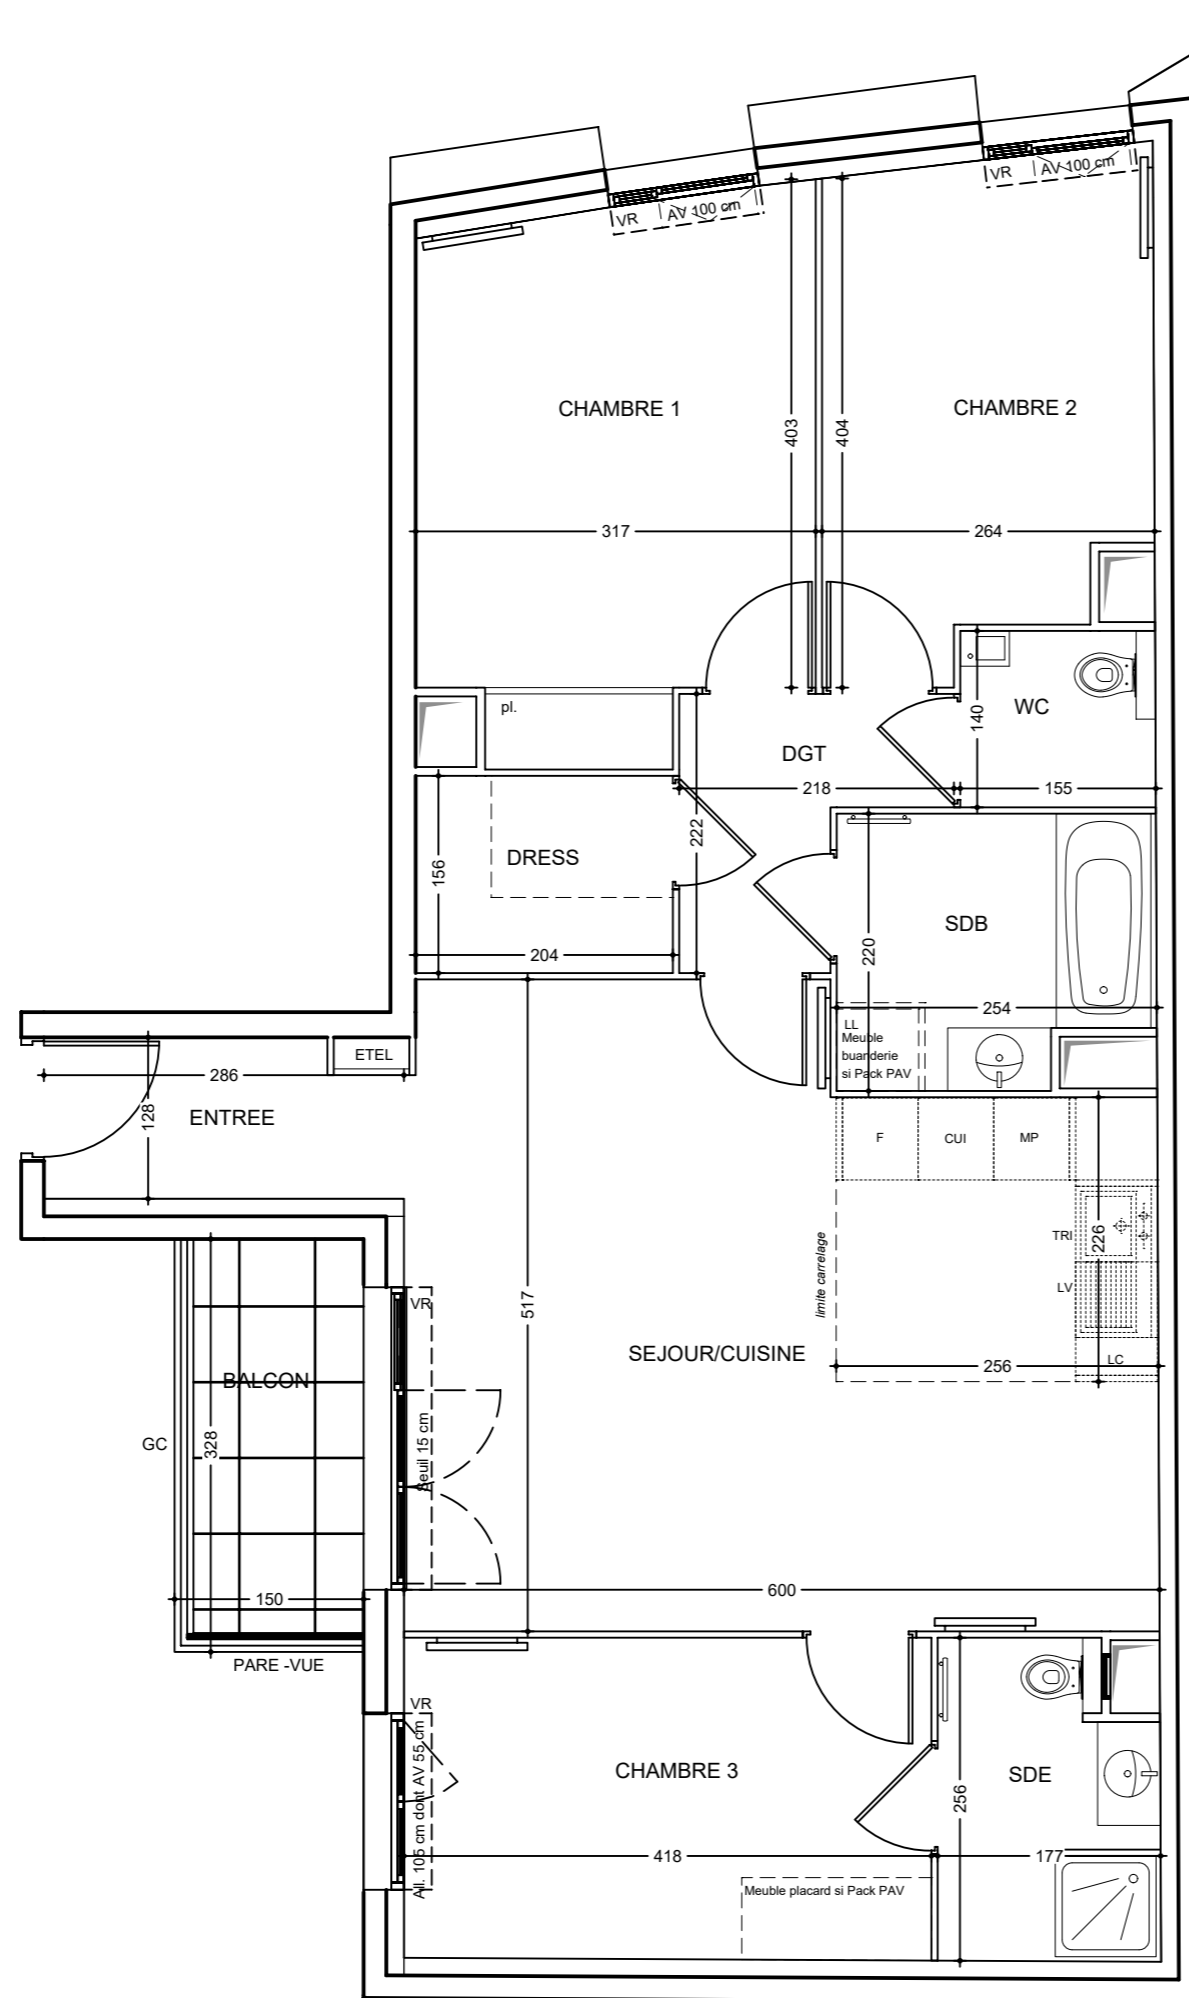 VR
AV 100 cm
VR
AV 100 cm
CHAMBRE 1
CHAMBRE 2
403
404
317
264
pl.
WC
140
DGT
218
155
222
DRESS
156
204
SDB
220
254
LL
Meuble
buanderie
si Pack PAV
ETEL
286
128
ENTREE
F
CUI
MP
TRI
226
LV
LC
limite carrelage
256
VR
517
SEJOUR/CUISINE
BALCON
328
GC
Seuil 15 cm
150
600
PARE -VUE
VR
All. 105 cm dont AV 55 cm
CHAMBRE 3
SDE
256
418
177
Meuble placard si Pack PAV